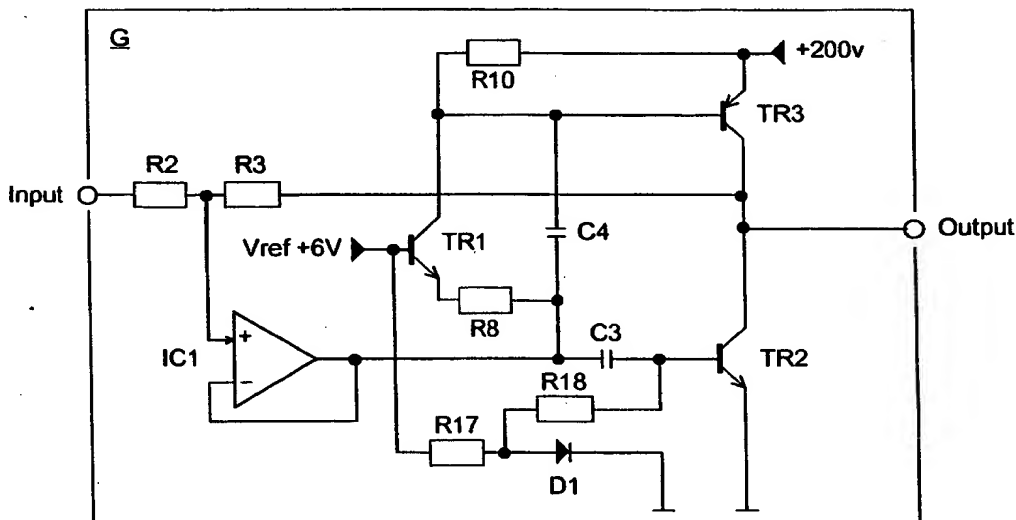 G
R10
+200v
TR3
R2
R3
Input
Vref +6V
TR1
C4
Output
R8
IC1
+
−
C3
TR2
R18
R17
D1